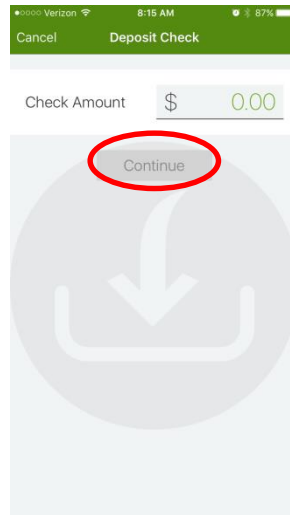 Verizon 8:15 AM 87%
Cancel Deposit Check
Check Amount $ 0.00
Continue